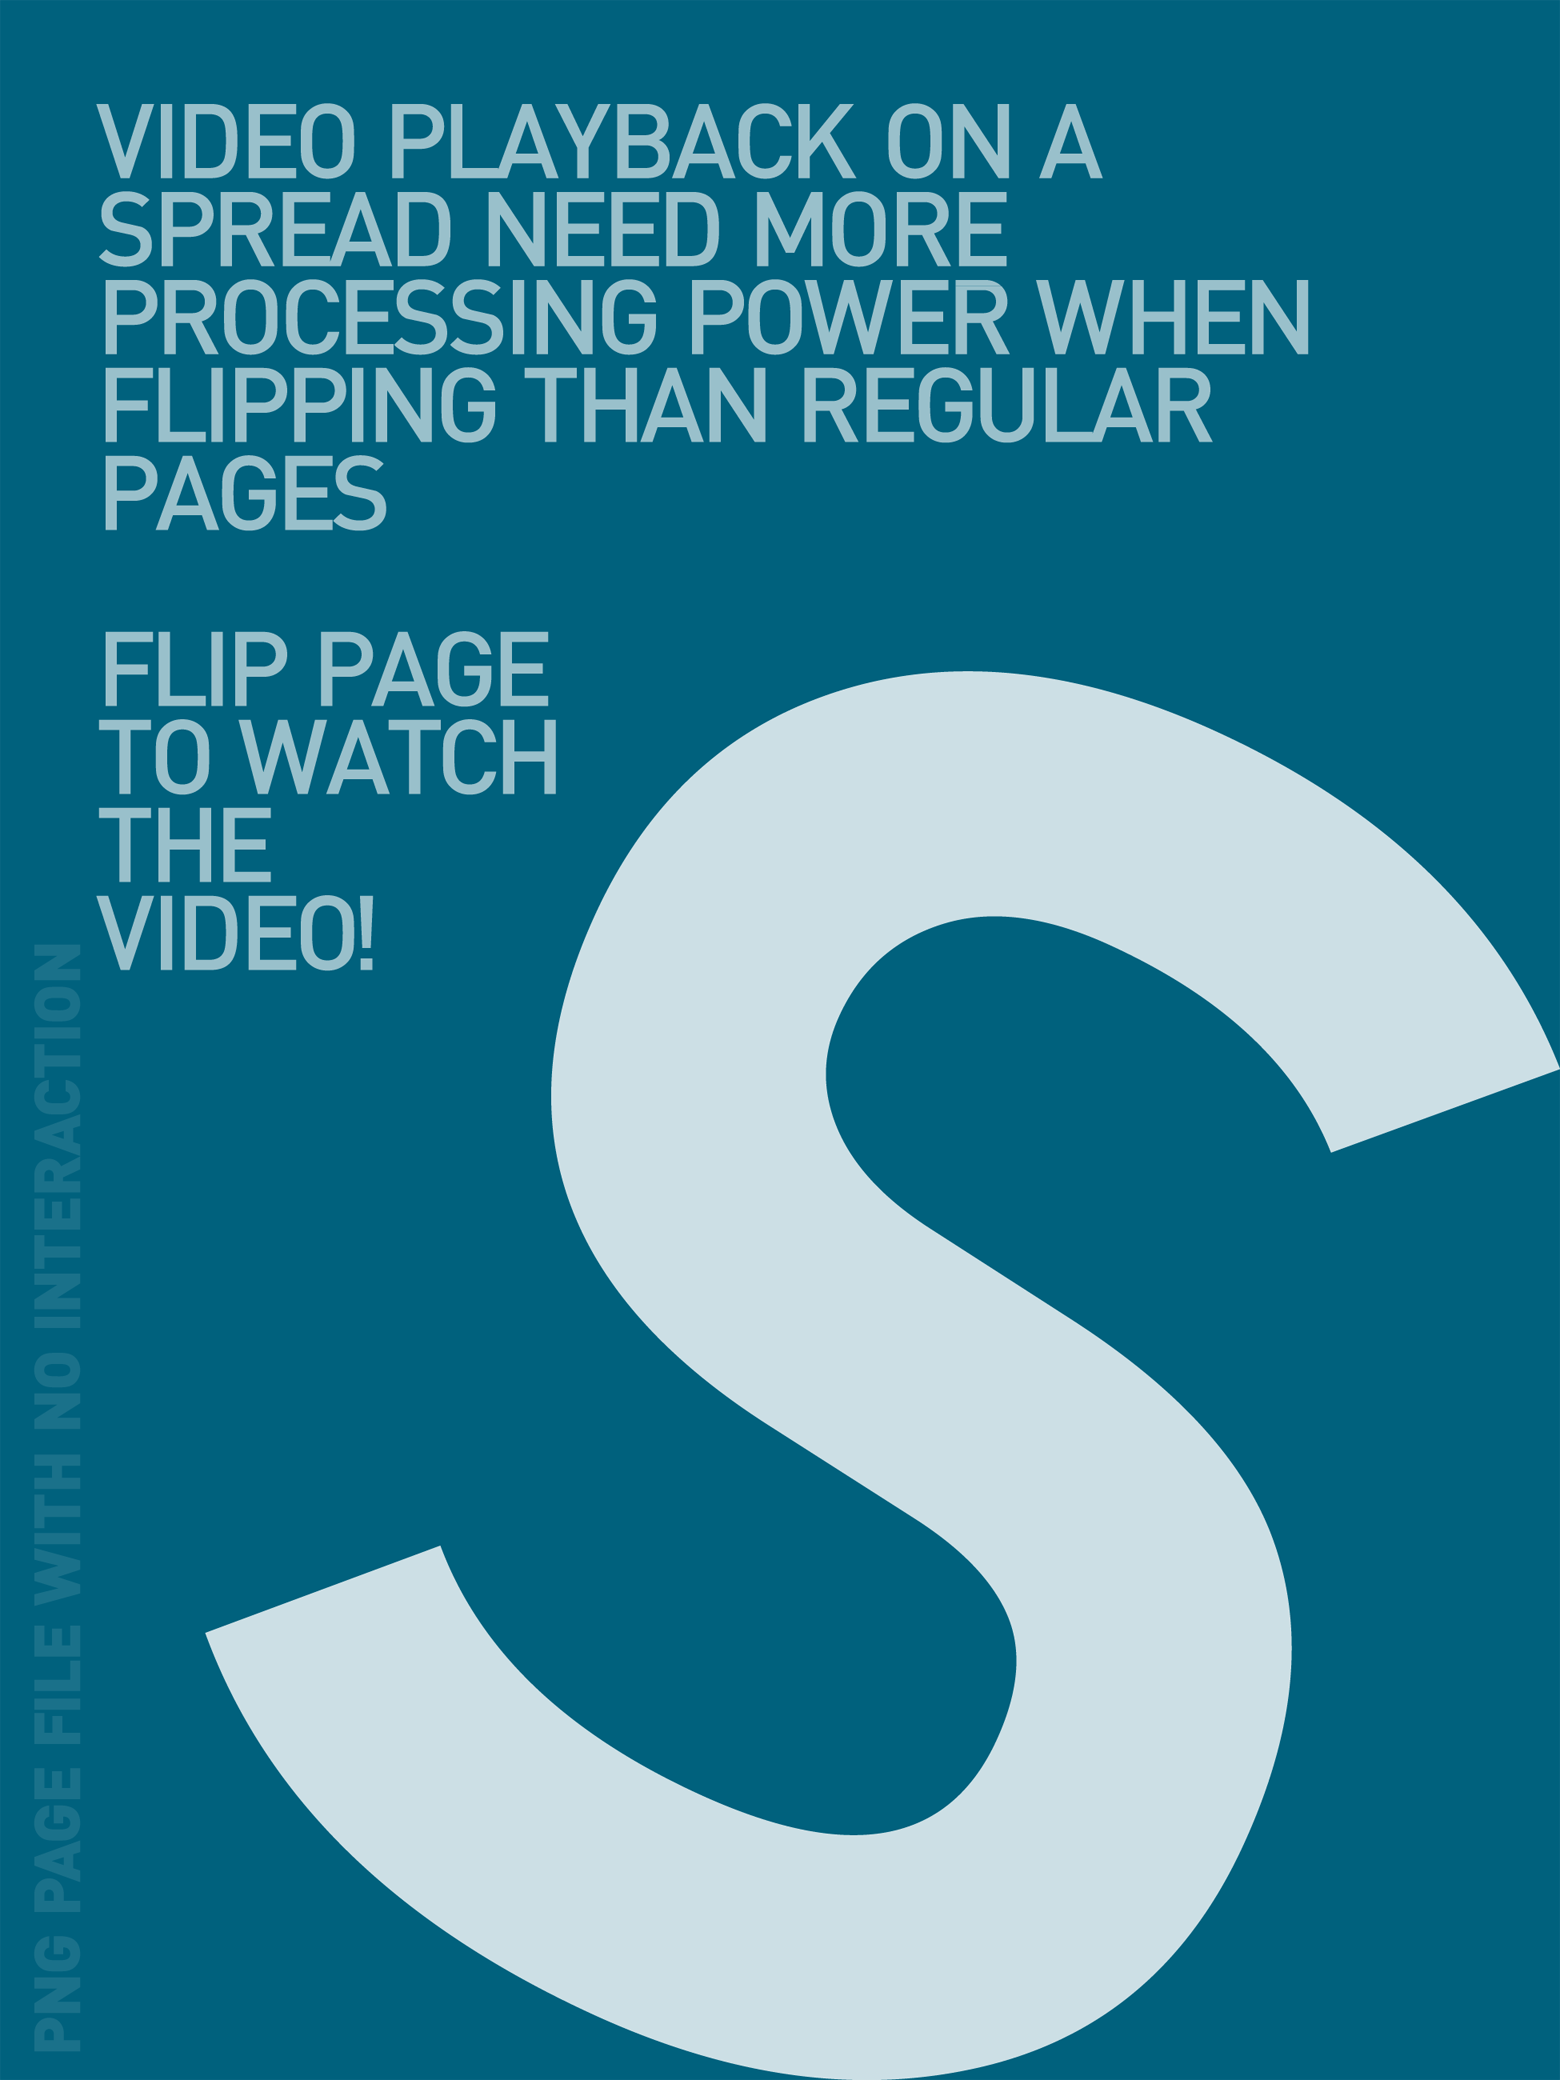 VIDEO PLAYBACK ON A
SPREAD NEED MORE
PROCESSING POWER WHEN
FLIPPING THAN REGULAR
PAGES
FLIP PAGE
TO WATCH
THE
VIDEO!
S
PNG PAGE FILE WITH NO INTERACTION